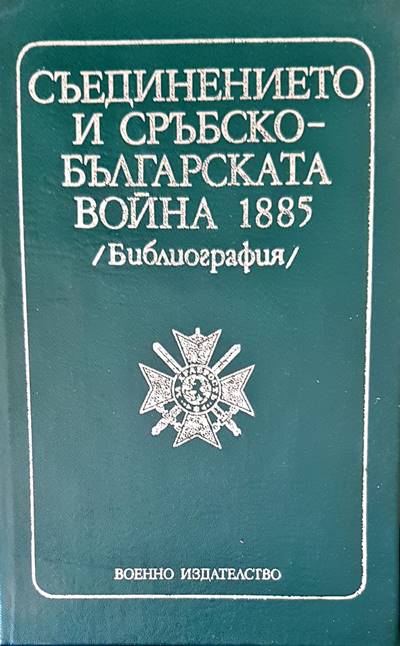 СЪЕДИНЕНИЕТО
И СРЪБСКО-
БЪЛГАРСКАТА
ВОЙНА 1885
/Библиография/
ВОЕННО ИЗДАТЕЛСТВО